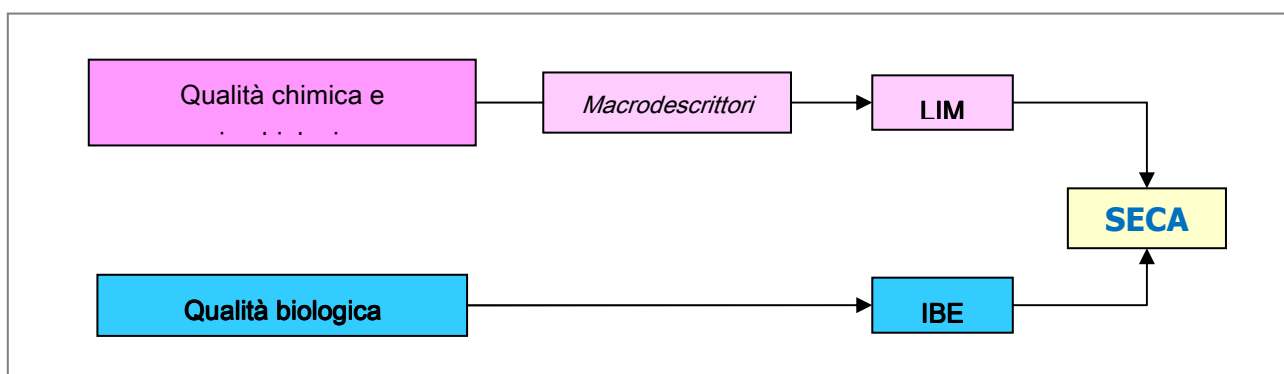 Qualità chimica e
Macrodescrittori
LIM
SECA
Qualità biologica
IBE